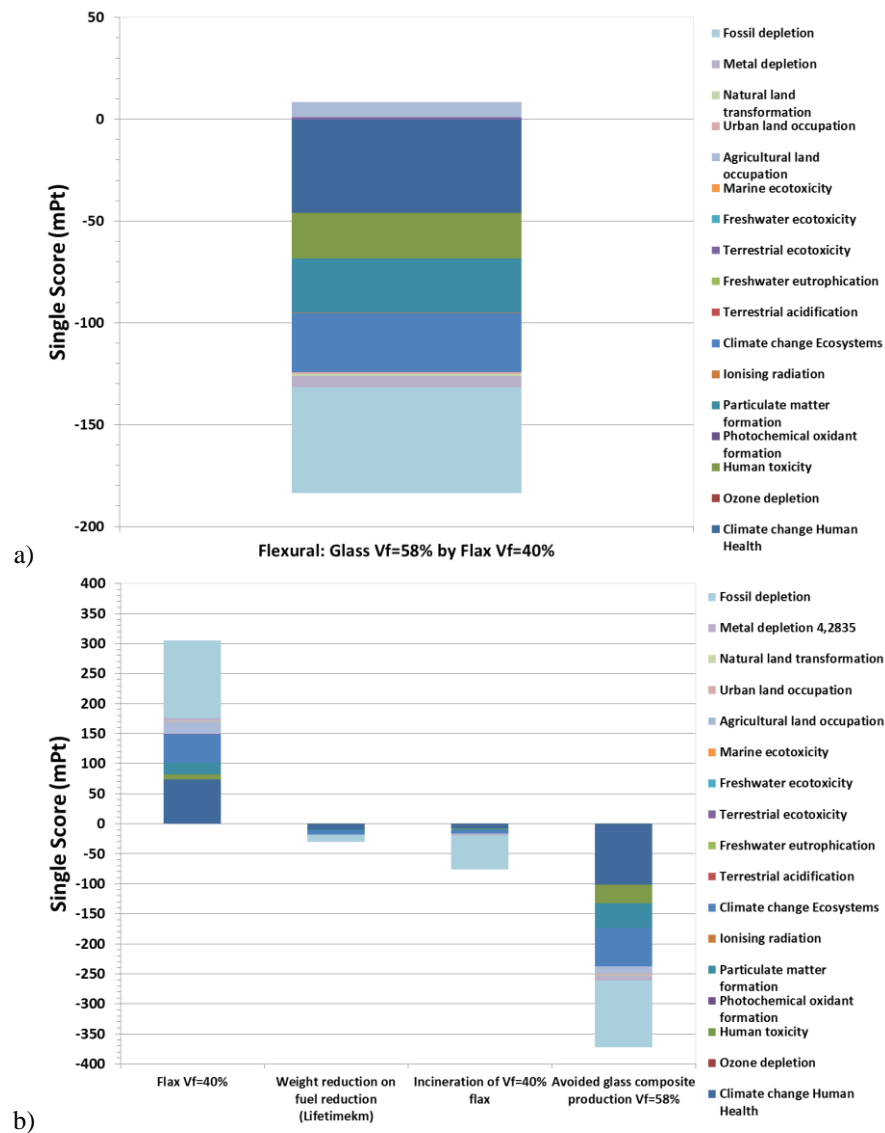 50
0
-50
-100
-150
-200
Single Score (mPt)
Flexural: Glass Vf=58% by Flax Vf=40%
Fossil depletion
Metal depletion
Natural land
transformation
Urban land occupation
Agricultural land
occupation
Marine ecotoxicity
Freshwater ecotoxicity
Terrestrial ecotoxicity
Freshwater eutrophication
Terrestrial acidification
Climate change Ecosystems
Ionising radiation
Particulate matter
formation
Photochemical oxidant
formation
Human toxicity
Ozone depletion
Climate change Human
Health
a)
400
350
300
250
200
150
100
50
0
-50
-100
-150
-200
-250
-300
-350
-400
Single Score (mPt)
Flax Vf=40%
Weight reduction on
fuel reduction
(Lifetimekm)
Incineration of Vf=40%
flax
Avoided glass composite
production Vf=58%
Fossil depletion
Metal depletion 4,2835
Natural land transformation
Urban land occupation
Agricultural land occupation
Marine ecotoxicity
Freshwater ecotoxicity
Terrestrial ecotoxicity
Freshwater eutrophication
Terrestrial acidification
Climate change Ecosystems
Ionising radiation
Particulate matter
formation
Photochemical oxidant
formation
Human toxicity
Ozone depletion
Climate change Human
Health
b)